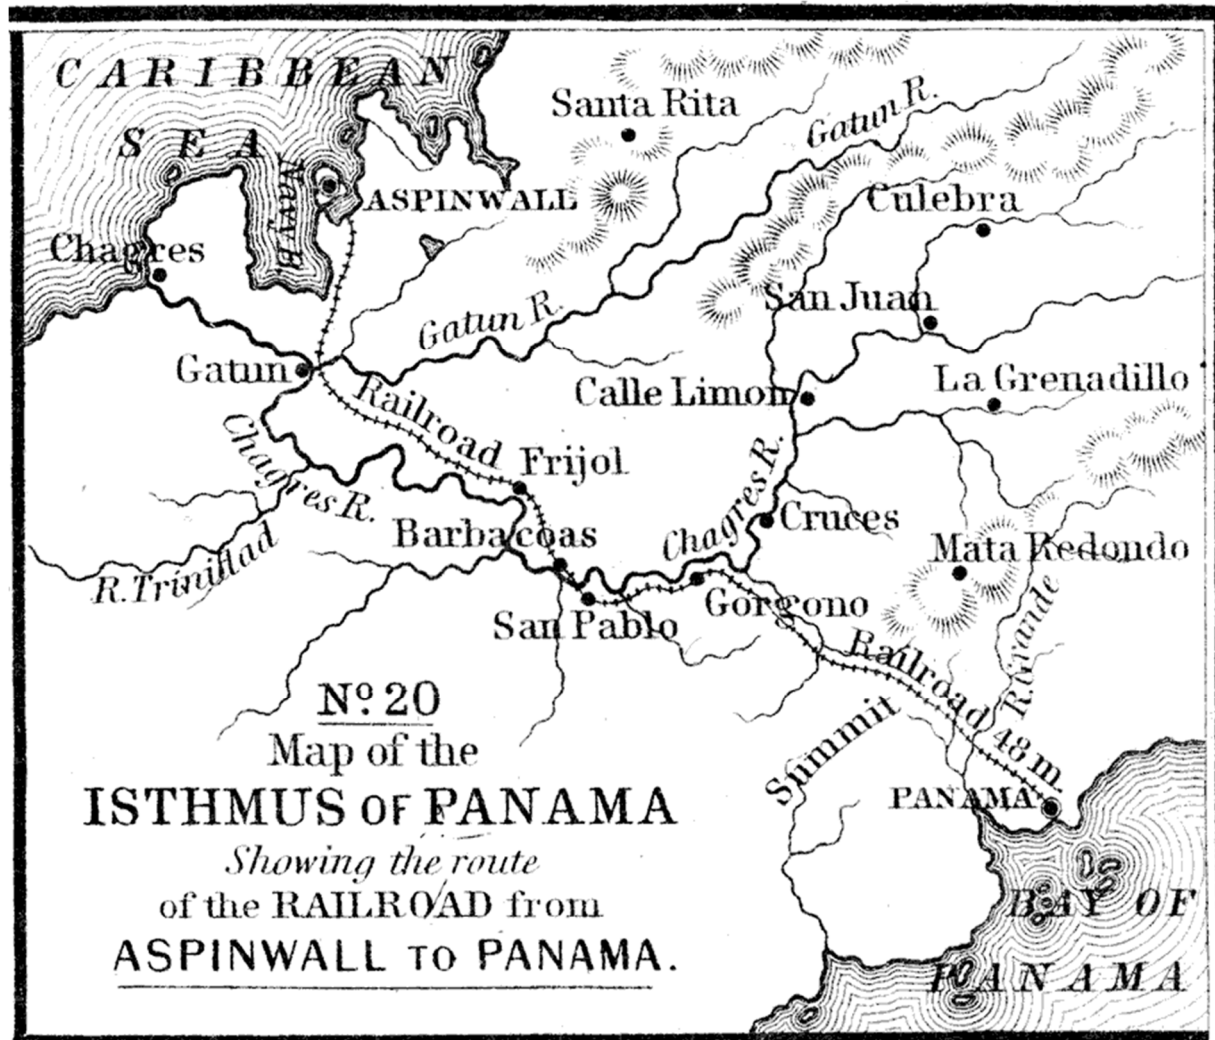 CARIBBEAN
SEA
Navy B.
Santa Rita
Gatun R.
ASPINWALL
Culebra
Chagres
San Juan
Gatun R.
Gatun
Railroad
Calle Limon
La Grenadillo
Chagres R.
Frijol
Chagres R.
Cruces
Barbacoas
Mata Redondo
R. Trinidad
San Pablo
Gorgono
R. Grande
Railroad 48 m.
Summit
PANAMA
BAY OF
PANAMA
No. 20
Map of the
ISTHMUS OF PANAMA
Showing the route
of the RAILROAD from
ASPINWALL TO PANAMA.